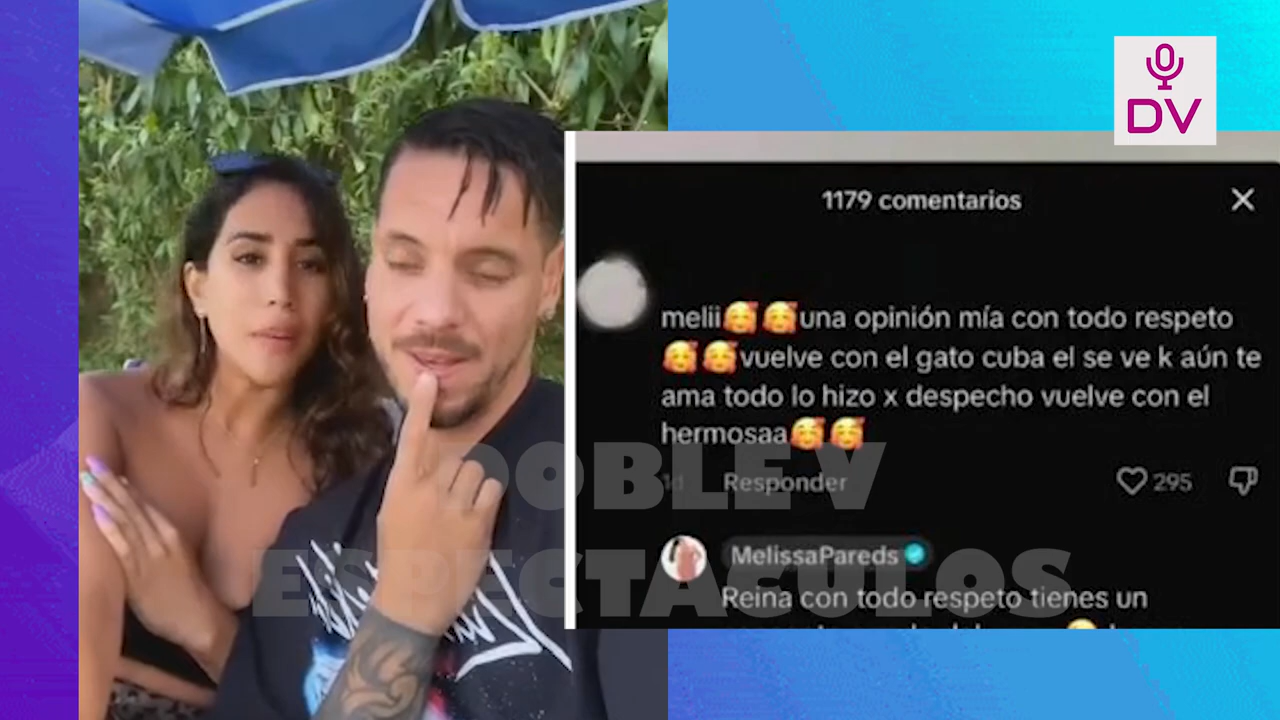 DV
1179 comentarios
melii🥰🥰una opinión mía con todo respeto
🥰🥰vuelve con el gato cuba el se ve k aún te
ama todo lo hizo x despecho vuelve con el
hermosaa🥰🥰
1d Responder 295
MelissaPareds
Reina con todo respeto tienes un
DOBLE V
ESPECTACULOS